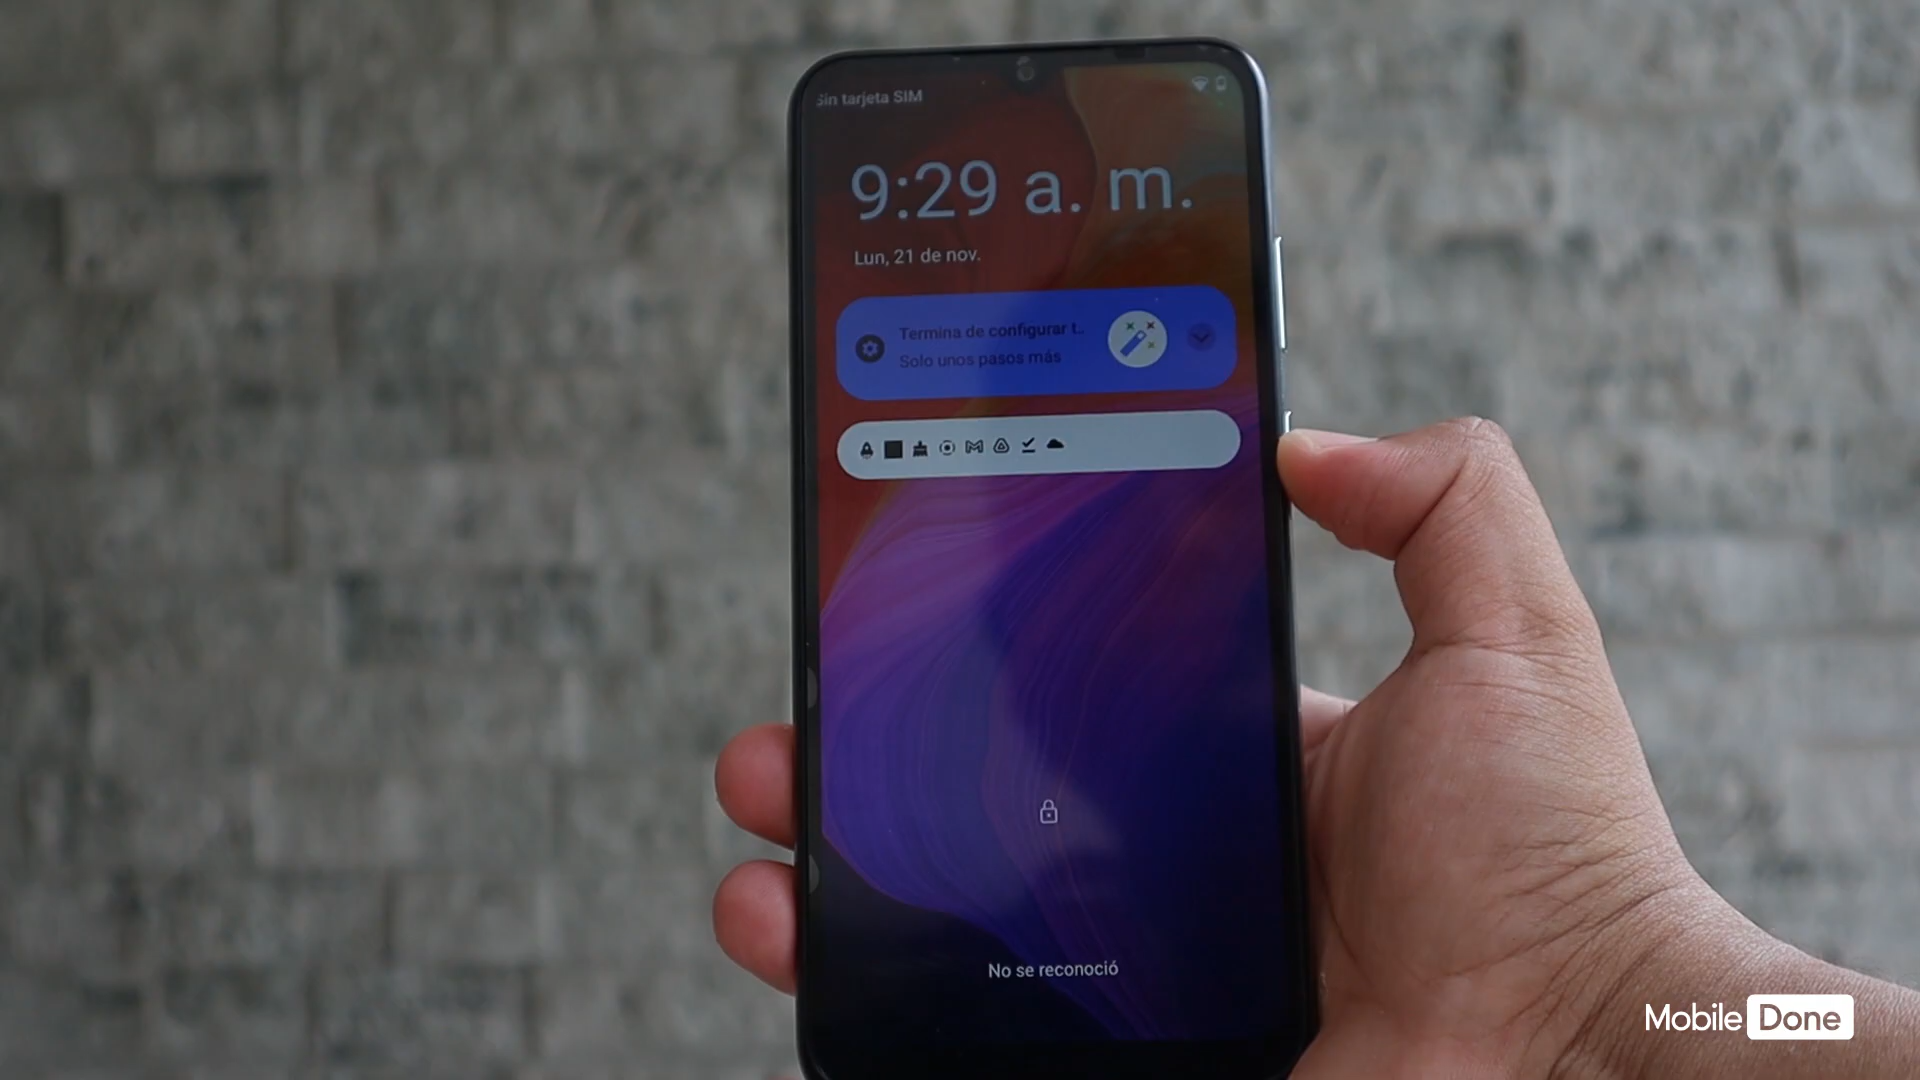 Sin tarjeta SIM
9:29 a. m.
Lun, 21 de nov.
Termina de configurar t..
Solo unos pasos más
No se reconoció
Mobile Done